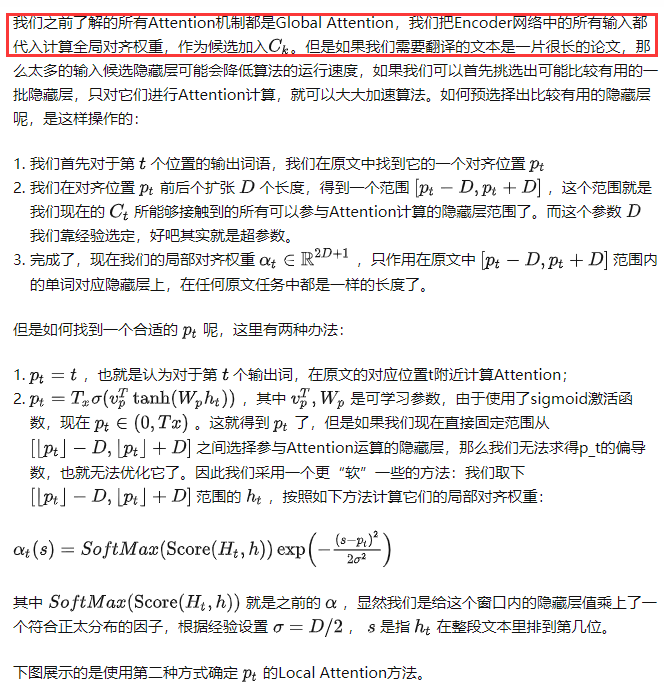 我们之前了解的所有Attention机制都是Global Attention，我们把Encoder网络中的所有输入都
代入计算全局对齐权重，作为候选加入$C_k$。但是如果我们需要翻译的文本是一片很长的论文，那
么太多的输入候选隐藏层可能会降低算法的运行速度，如果我们可以首先挑选出可能比较有用的一
批隐藏层，只对它们进行Attention计算，就可以大大加速算法。如何预选择出比较有用的隐藏层
呢，是这样操作的：
1. 我们首先对于第 $t$ 个位置的输出词语，我们在原文中找到它的一个对齐位置 $p_t$
2. 我们在对齐位置 $p_t$ 前后个扩张 $D$ 个长度，得到一个范围 $[p_t - D, p_t + D]$ ，这个范围就是
我们现在的 $C_t$ 所能够接触到的所有可以参与Attention计算的隐藏层范围了。而这个参数 $D$
我们靠经验选定，好吧其实就是超参数。
3. 完成了，现在我们的局部对齐权重 $\alpha_t \in \mathbb{R}^{2D+1}$ ，只作用在原文中 $[p_t - D, p_t + D]$ 范围内
的单词对应隐藏层上，在任何原文任务中都是一样的长度了。
但是如何找到一个合适的 $p_t$ 呢，这里有两种办法：
1. $p_t = t$ ，也就是认为对于第 $t$ 个输出词，在原文的对应位置t附近计算Attention；
2. $p_t = T_x\sigma(v_p^T \tanh(W_p h_t))$ ，其中 $v_p^T, W_p$ 是可学习参数，由于使用了sigmoid激活函
数，现在 $p_t \in (0, Tx)$ 。这就得到 $p_t$ 了，但是如果我们现在直接固定范围从
$[\lfloor p_t \rfloor - D, \lfloor p_t \rfloor + D]$ 之间选择参与Attention运算的隐藏层，那么我们无法求得p_t的偏导
数，也就无法优化它了。因此我们采用一个更“软”一些的方法：我们取下
$[\lfloor p_t \rfloor - D, \lfloor p_t \rfloor + D]$ 范围的 $h_t$ ，按照如下方法计算它们的局部对齐权重：
$\alpha_t(s) = SoftMax(\text{Score}(H_t, h)) \exp\left(-\frac{(s-p_t)^2}{2\sigma^2}\right)$
其中 $SoftMax(\text{Score}(H_t, h))$ 就是之前的 $\alpha$ ，显然我们是给这个窗口内的隐藏层值乘上了一
个符合正太分布的因子，根据经验设置 $\sigma = D/2$ ， $s$ 是指 $h_t$ 在整段文本里排到第几位。
下图展示的是使用第二种方式确定 $p_t$ 的Local Attention方法。